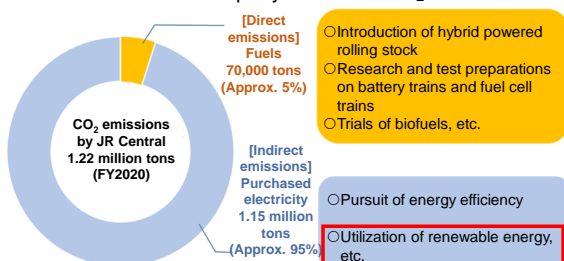 [Direct
emissions]
Fuels
70,000 tons
(Approx. 5%)
○Introduction of hybrid powered
rolling stock
○Research and test preparations
on battery trains and fuel cell
trains
○Trials of biofuels, etc.
CO₂ emissions
by JR Central
1.22 million tons
(FY2020)
[Indirect
emissions]
Purchased
electricity
1.15 million
tons
(Approx. 95%)
○Pursuit of energy efficiency
○Utilization of renewable energy,
etc.